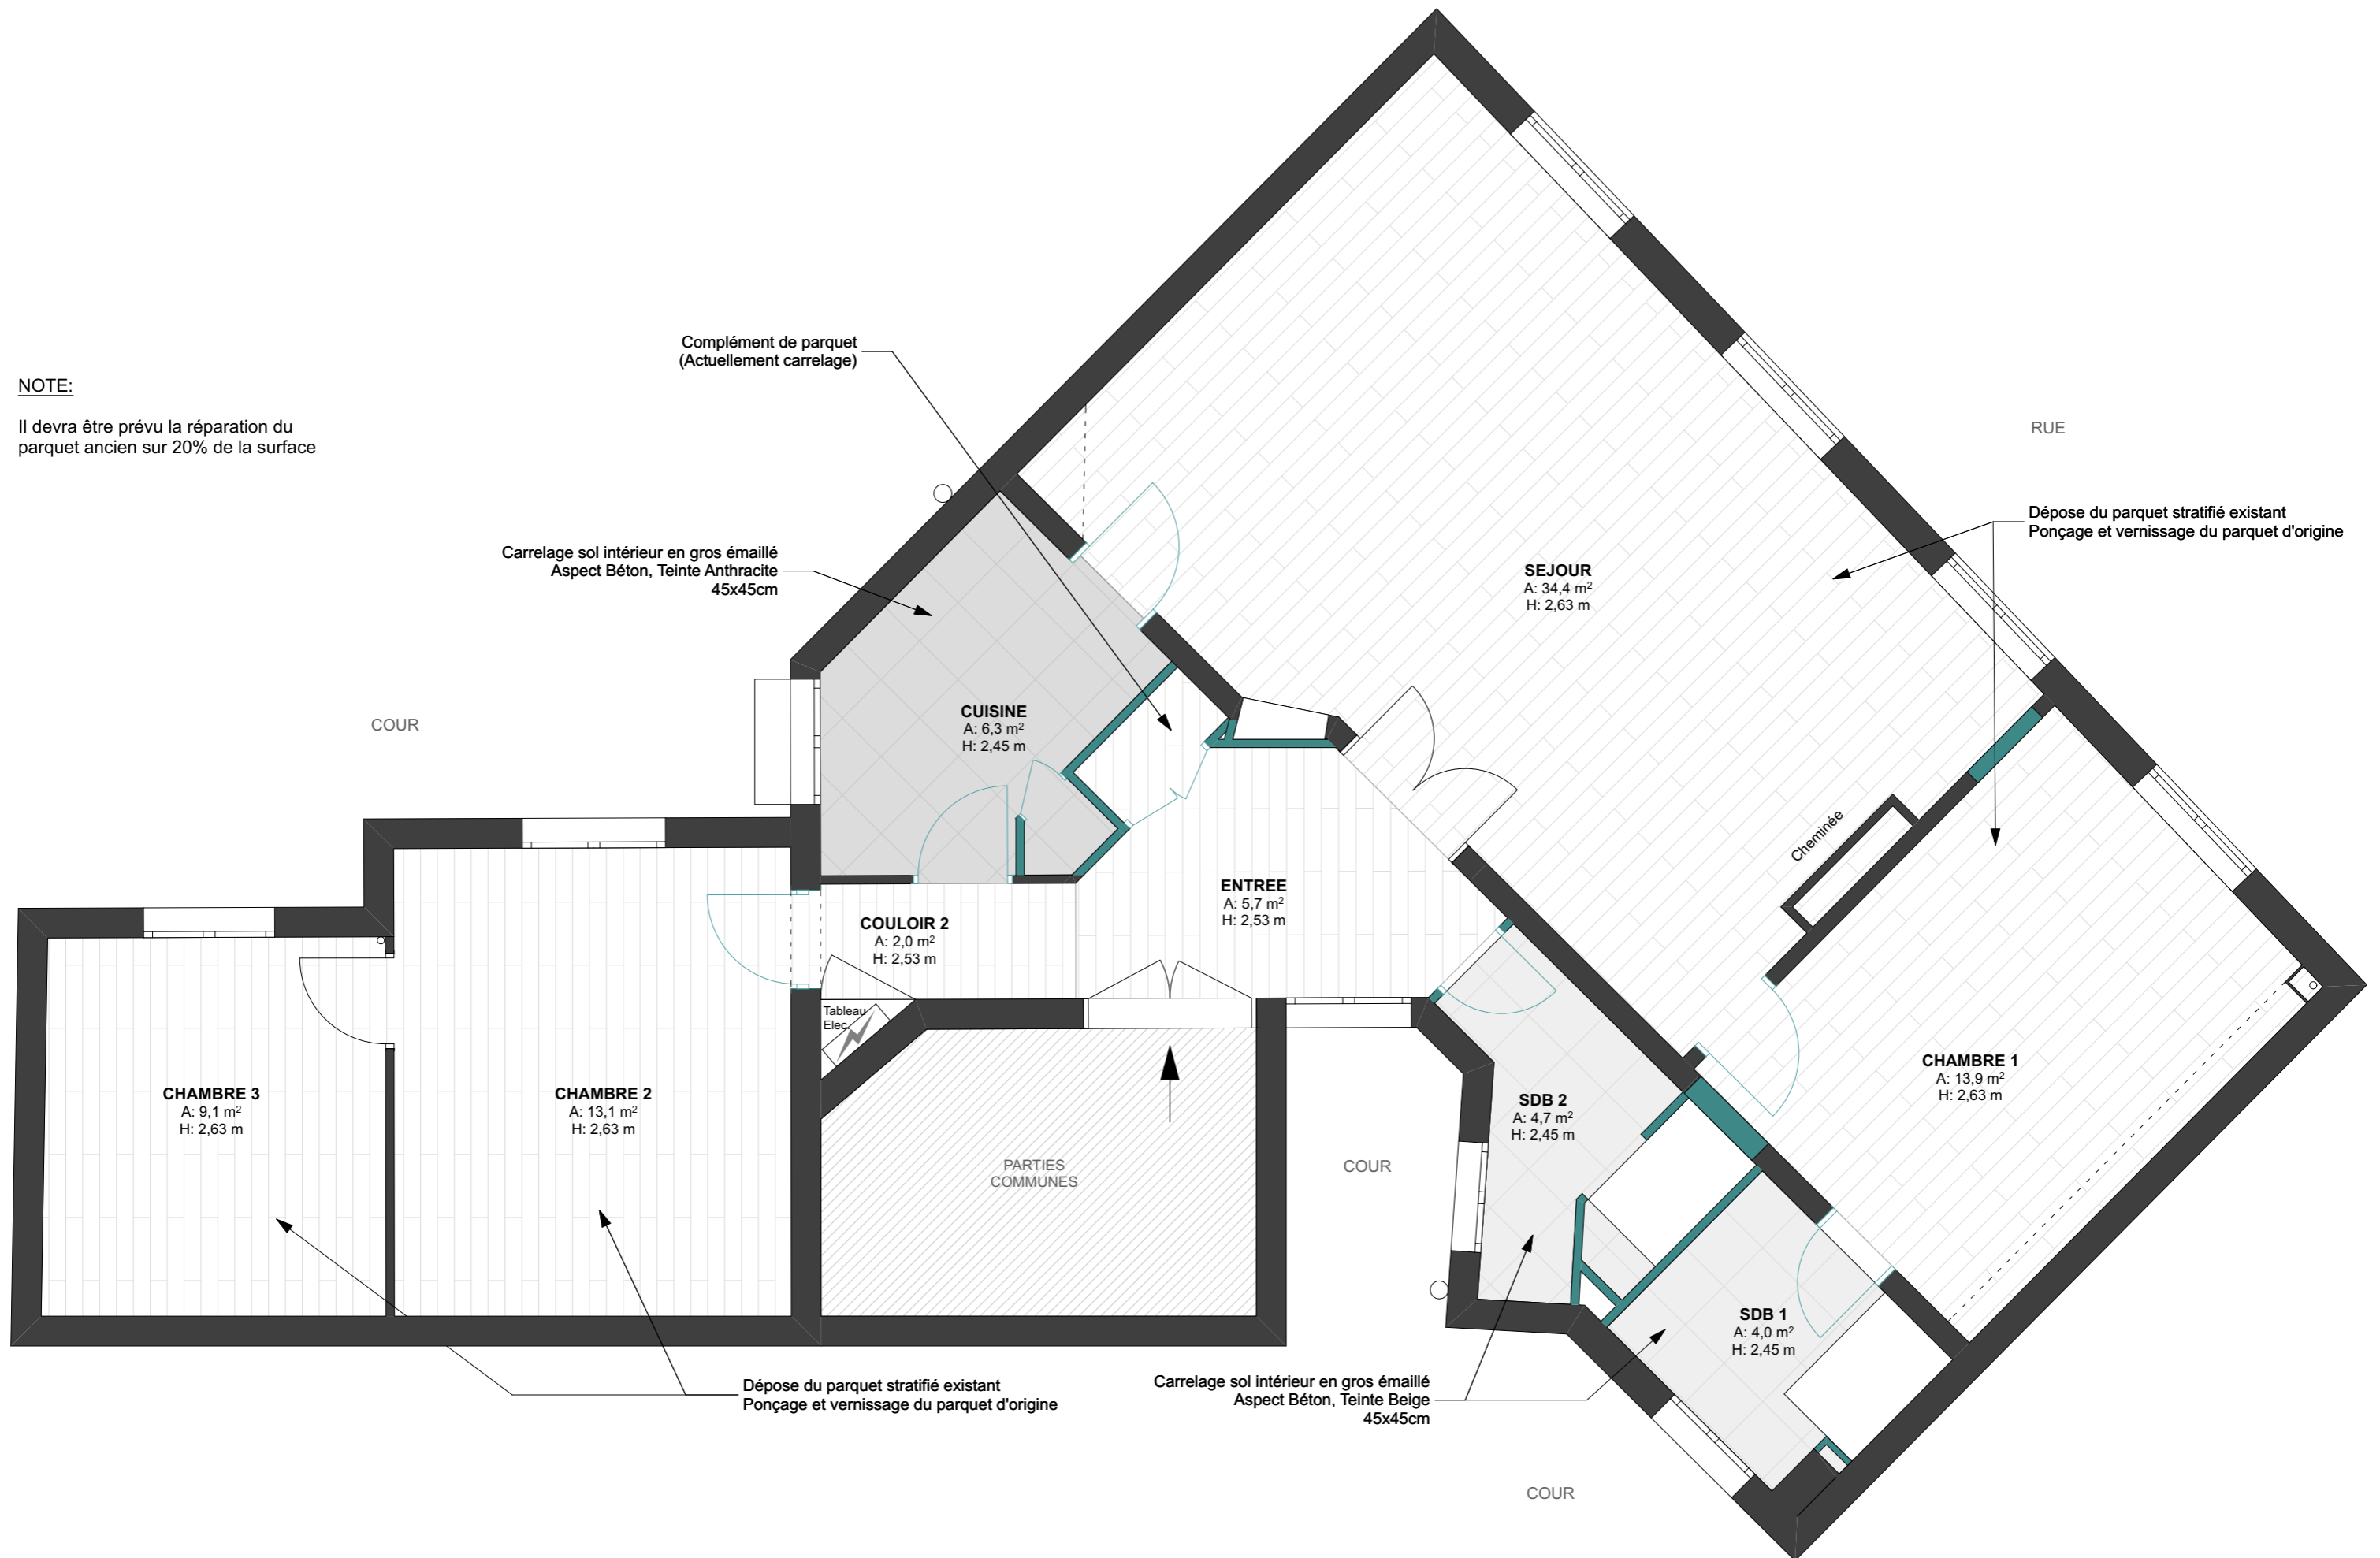 Complément de parquet
(Actuellement carrelage)
NOTE:
Il devra être prévu la réparation du
parquet ancien sur 20% de la surface
RUE
Dépose du parquet stratifié existant
Ponçage et vernissage du parquet d'origine
Carrelage sol intérieur en gros émaillé
Aspect Béton, Teinte Anthracite
45x45cm
SEJOUR
A: 34,4 m²
H: 2,63 m
CUISINE
A: 6,3 m²
H: 2,45 m
COUR
Cheminée
ENTREE
A: 5,7 m²
H: 2,53 m
COULOIR 2
A: 2,0 m²
H: 2,53 m
Tableau
Elec.
CHAMBRE 1
A: 13,9 m²
H: 2,63 m
CHAMBRE 3
A: 9,1 m²
H: 2,63 m
CHAMBRE 2
A: 13,1 m²
H: 2,63 m
SDB 2
A: 4,7 m²
H: 2,45 m
PARTIES
COMMUNES
COUR
SDB 1
A: 4,0 m²
H: 2,45 m
Dépose du parquet stratifié existant
Ponçage et vernissage du parquet d'origine
Carrelage sol intérieur en gros émaillé
Aspect Béton, Teinte Beige
45x45cm
COUR